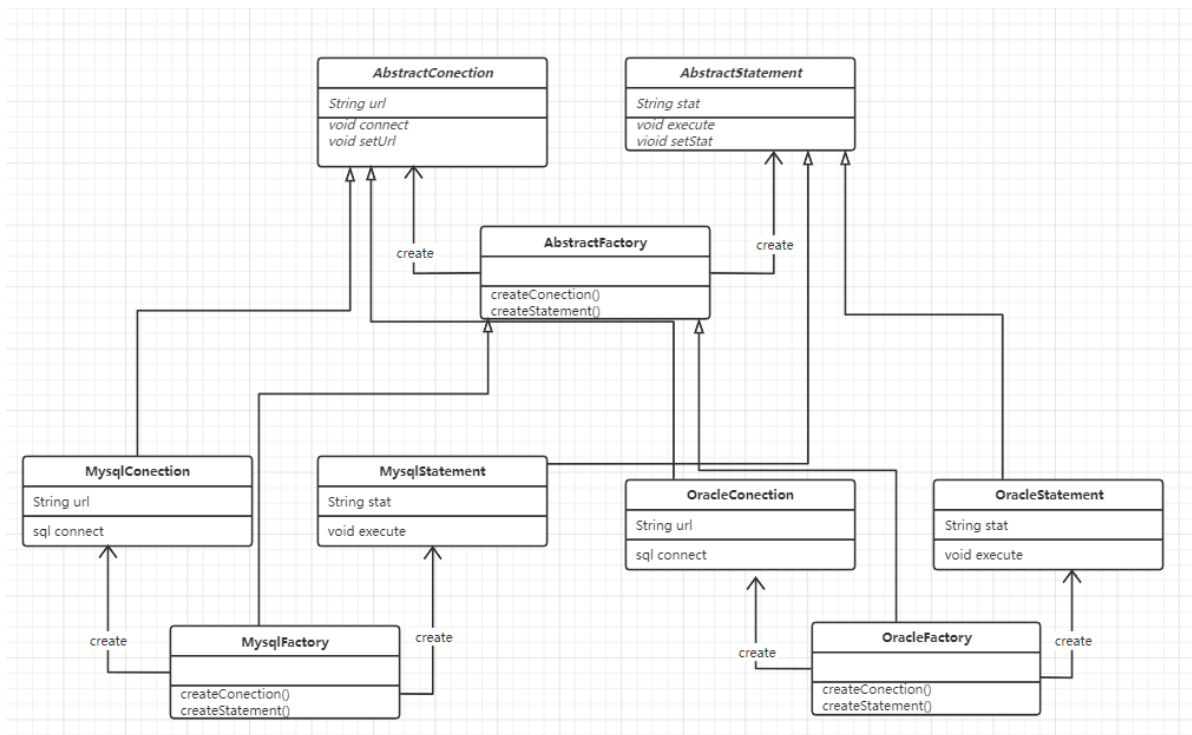 AbstractConection
String url
void connect
void setUrl
AbstractStatement
String stat
void execute
vioid setStat
create
AbstractFactory
createConection()
createStatement()
create
MysqlConection
String url
sql connect
MysqlStatement
String stat
void execute
OracleConection
String url
sql connect
OracleStatement
String stat
void execute
create
MysqlFactory
createConection()
createStatement()
create
create
OracleFactory
createConection()
createStatement()
create